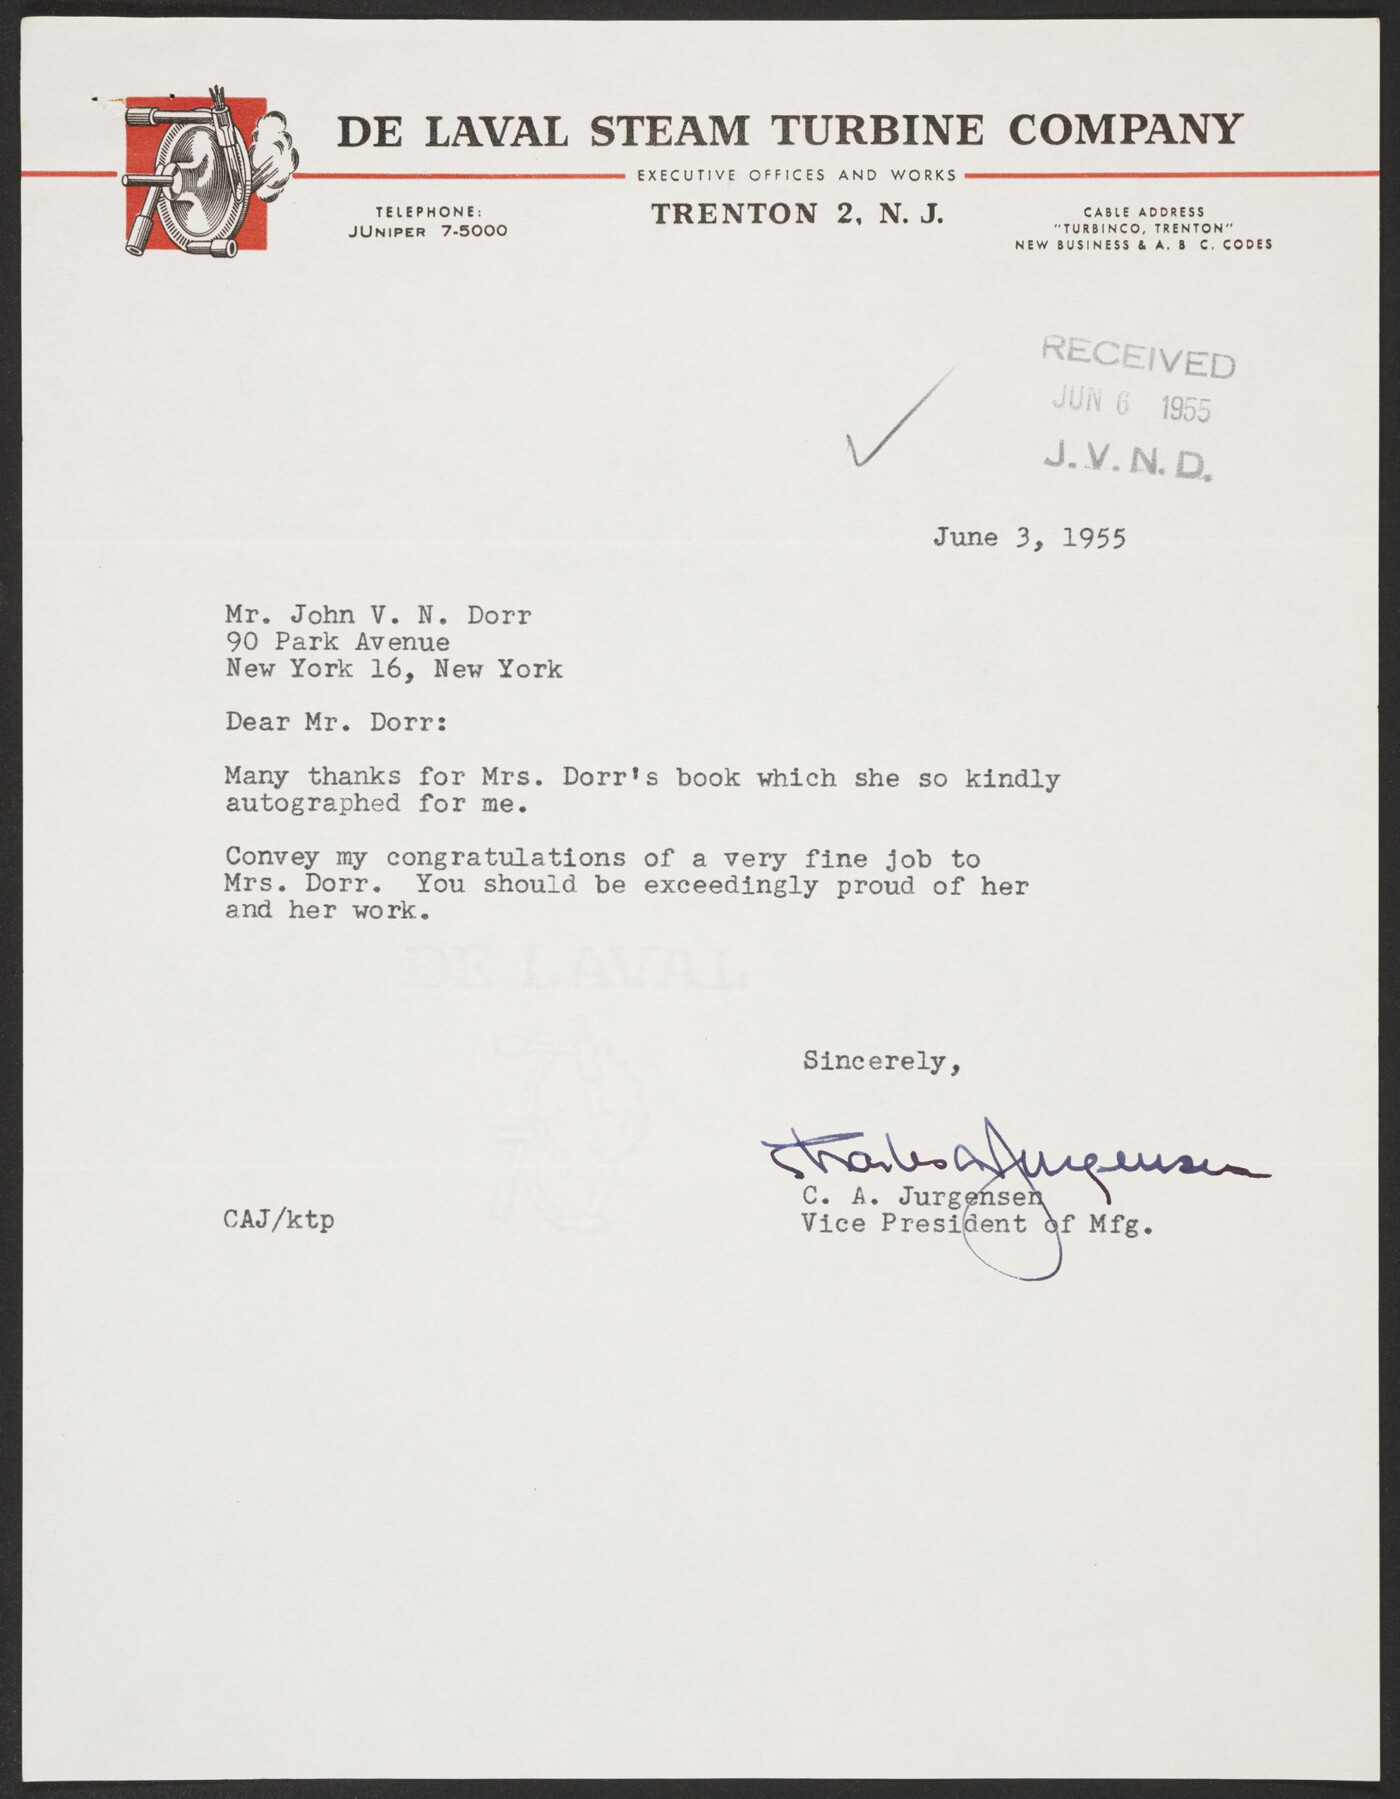 DE LAVAL STEAM TURBINE COMPANY
EXECUTIVE OFFICES AND WORKS
TELEPHONE:
JUNIPER 7-5000
TRENTON 2, N. J.
CABLE ADDRESS
"TURBINCO, TRENTON"
NEW BUSINESS & A. B C. CODES
RECEIVED
JUN 6 1955
J. V. N. D.
June 3, 1955
Mr. John V. N. Dorr
90 Park Avenue
New York 16, New York
Dear Mr. Dorr:
Many thanks for Mrs. Dorr's book which she so kindly
autographed for me.
Convey my congratulations of a very fine job to
Mrs. Dorr. You should be exceedingly proud of her
and her work.
DE LAVAL
Sincerely,
Charles A Jurgensen
C. A. Jurgensen
Vice President of Mfg.
CAJ/ktp